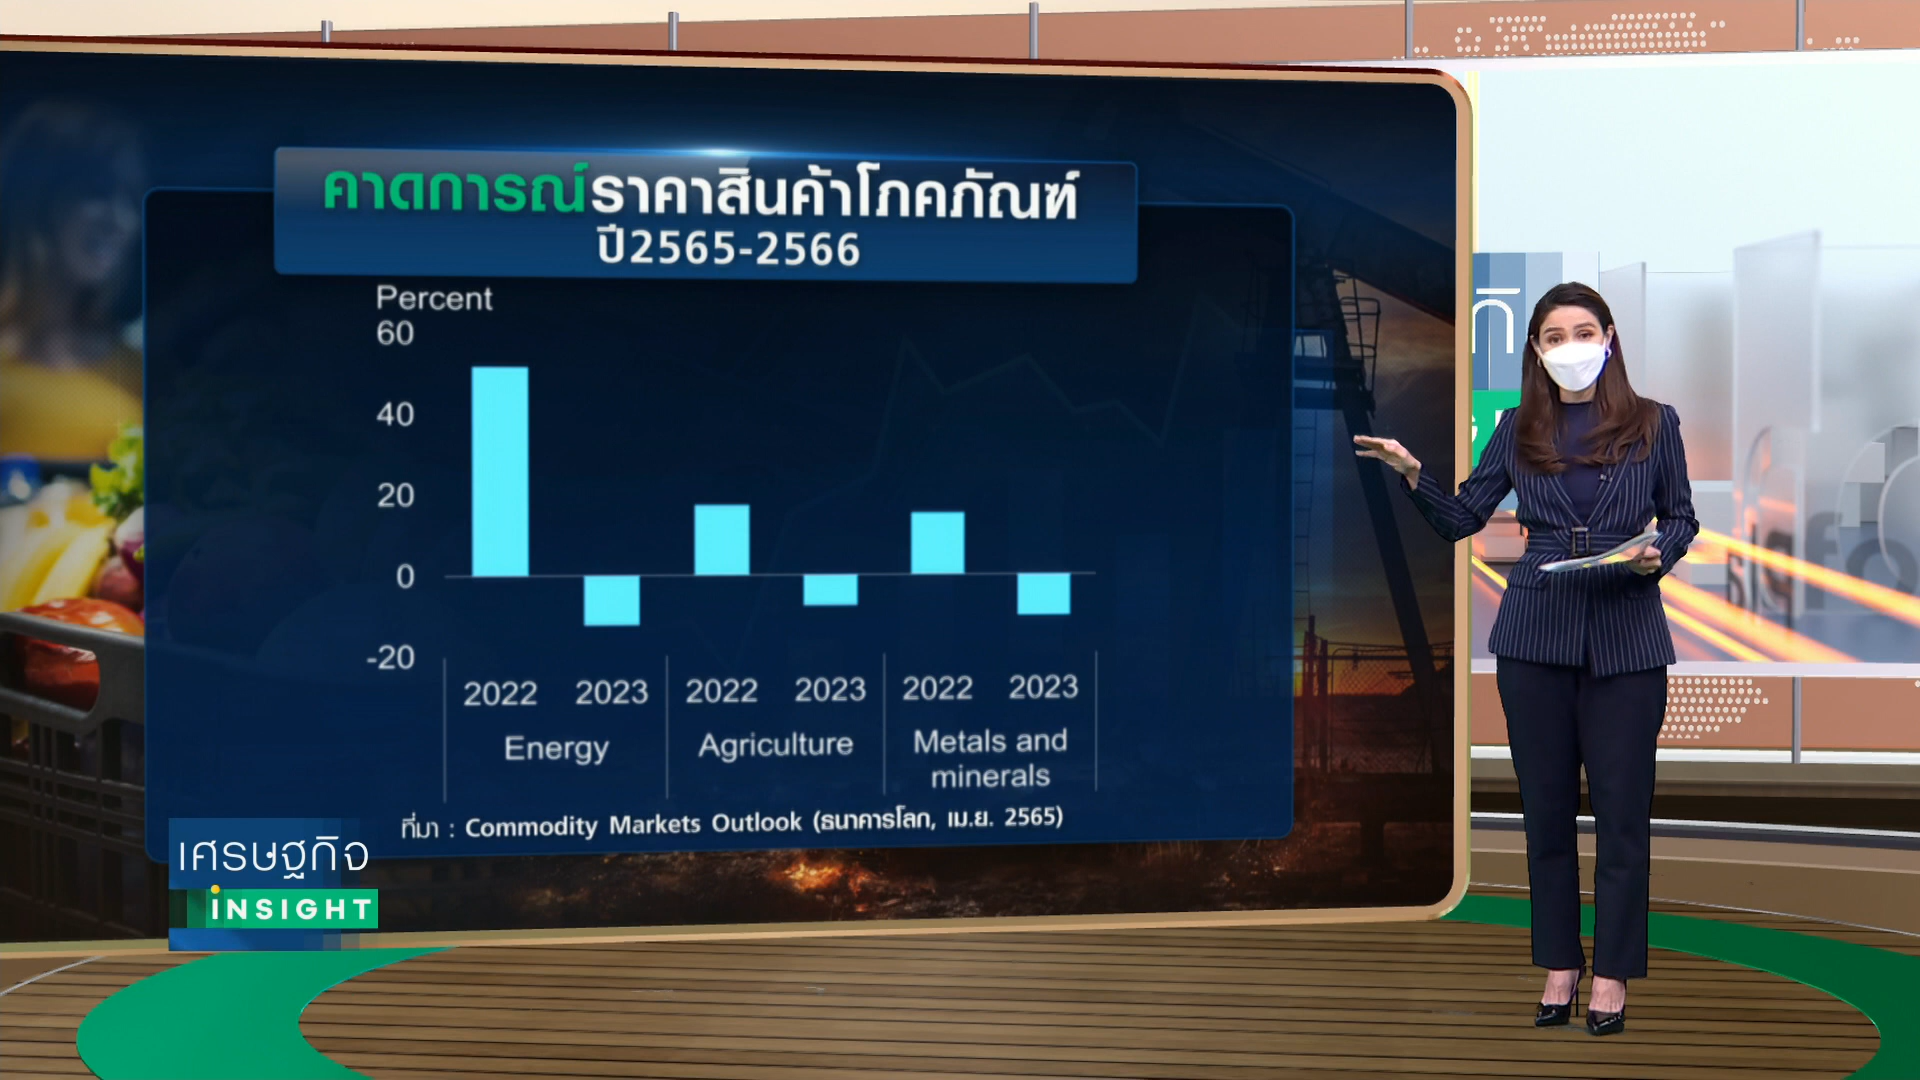 คาดการณ์ราคาสินค้าโภคภัณฑ์
ปี2565-2566
Percent
60
40
20
0
-20
2022 2023 2022 2023 2022 2023
Energy Agriculture Metals and
minerals
ที่มา : Commodity Markets Outlook (ธนาคารโลก, เม.ย. 2565)
เศรษฐกิจ
INSIGHT